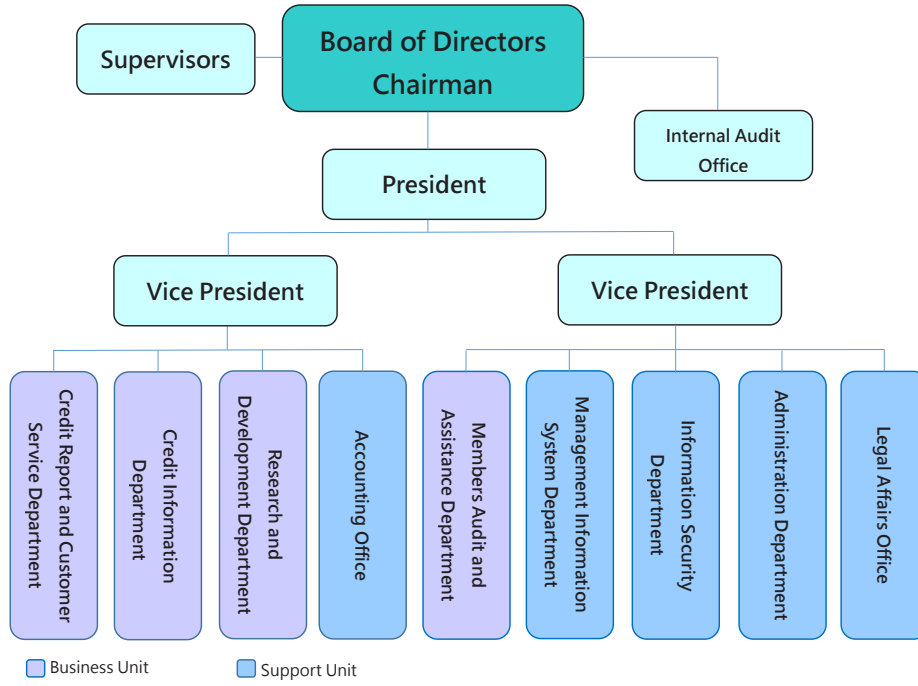 Board of Directors
Chairman
Supervisors
Internal Audit
Office
President
Vice President
Vice President
Credit Report and Customer
Service Department
Credit Information
Department
Research and
Development Department
Accounting Office
Members Audit and
Assistance Department
Management Information
System Department
Information Security
Department
Administration Department
Legal Affairs Office
Business Unit
Support Unit